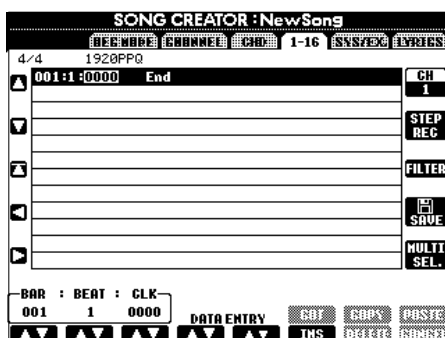 SONG CREATOR : NewSong
REC MODE CHANNEL CHD 1-16 SYS/EX. LYRICS
4/4 1920PPQ
001:1:0000 End
CH
1
STEP
REC
FILTER
SAVE
MULTI
SEL.
BAR : BEAT : CLK
001 1 0000
DATA ENTRY
CUT COPY PASTE
INS DELETE CANCEL